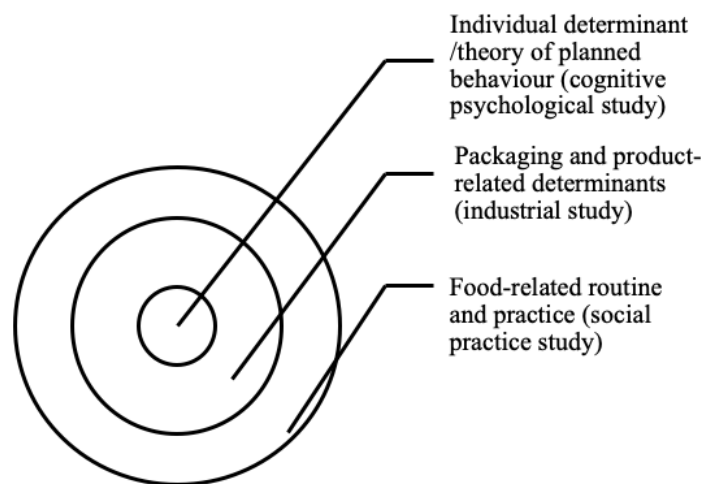 Individual determinant
/theory of planned
behaviour (cognitive
psychological study)
Packaging and product-
related determinants
(industrial study)
Food-related routine
and practice (social
practice study)